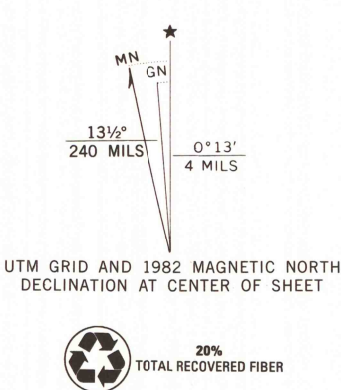 MN
GN
13½°
240 MILS
0°13′
4 MILS
UTM GRID AND 1982 MAGNETIC NORTH
DECLINATION AT CENTER OF SHEET
20%
TOTAL RECOVERED FIBER